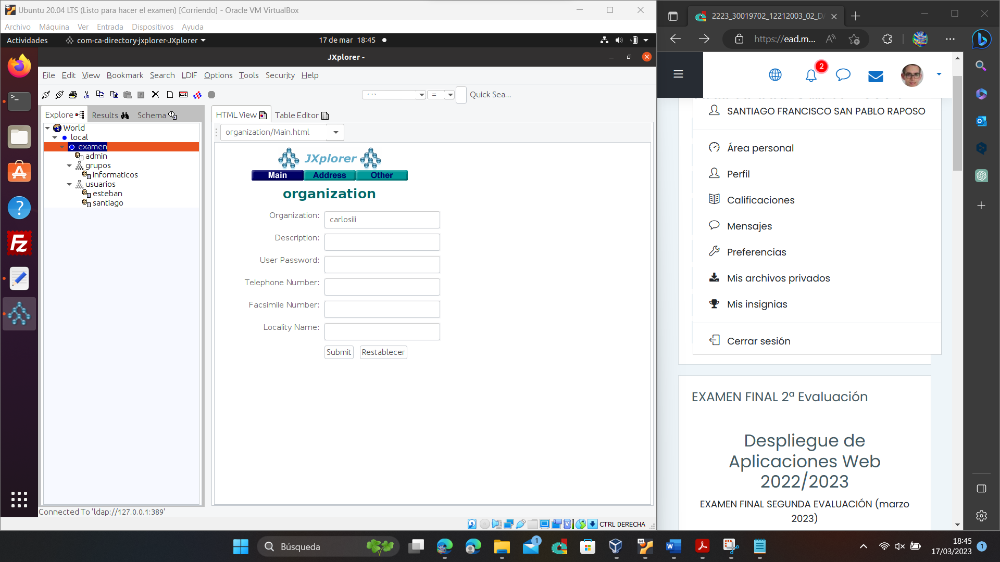 Ubuntu 20.04 LTS (Listo para hacer el examen) [Corriendo] - Oracle VM VirtualBox
Archivo Máquina Ver Entrada Dispositivos Ayuda
Actividades com-ca-directory-jxplorer-JXplorer 17 de mar 18:45
JXplorer -
File Edit View Bookmark Search LDIF Options Tools Security Help
= Quick Sea...
Explore Results Schema
World
local
examen
admin
grupos
informaticos
usuarios
esteban
santiago
HTML View Table Editor
organization/Main.html
JXplorer
Main Address Other
organization
Organization: carlosiii
Description:
User Password:
Telephone Number:
Facsimile Number:
Locality Name:
Submit Restablecer
Connected To 'ldap://127.0.0.1:389'
CTRL DERECHA
2223_30019702_12212003_02_DA
https://ead.m...
2
SANTIAGO FRANCISCO SAN PABLO RAPOSO
Área personal
Perfil
Calificaciones
Mensajes
Preferencias
Mis archivos privados
Mis insignias
Cerrar sesión
EXAMEN FINAL 2ª Evaluación
Despliegue de
Aplicaciones Web
2022/2023
EXAMEN FINAL SEGUNDA EVALUACIÓN (marzo
2023)
Búsqueda
1
64
18:45
17/03/2023
1